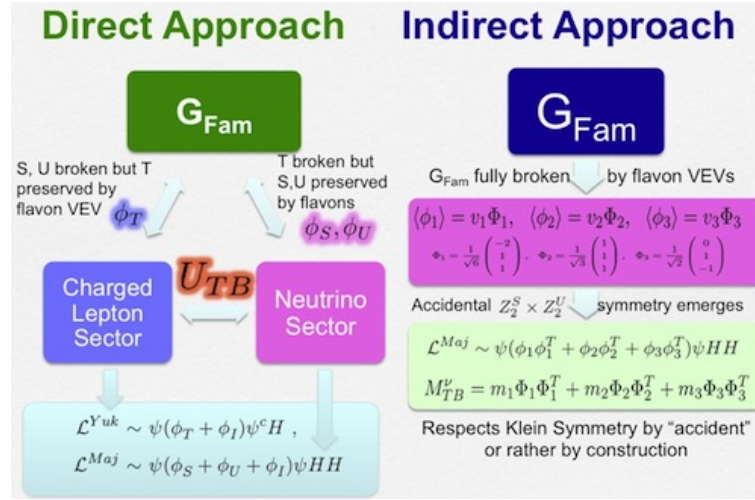 Direct Approach
G_Fam
S, U broken but T
preserved by
flavon VEV
ϕ_T
T broken but
S,U preserved
by flavons
ϕ_S, ϕ_U
Charged
Lepton
Sector
U_TB
Neutrino
Sector
ℒ^Yuk ∼ ψ(ϕ_T + ϕ_I)ψ^c H ,
ℒ^Maj ∼ ψ(ϕ_S + ϕ_U + ϕ_I)ψHH
Indirect Approach
G_Fam
G_Fam fully broken by flavon VEVs
⟨ϕ_1⟩ = v_1Φ_1, ⟨ϕ_2⟩ = v_2Φ_2, ⟨ϕ_3⟩ = v_3Φ_3
Φ_1 = 1/√6 (−2 1 1), Φ_2 = 1/√3 (1 1 1), Φ_3 = 1/√2 (0 1 −1)
Accidental Z_2^S × Z_2^U symmetry emerges
ℒ^Maj ∼ ψ(ϕ_1ϕ_1^T + ϕ_2ϕ_2^T + ϕ_3ϕ_3^T)ψHH
M_TB^ν = m_1Φ_1Φ_1^T + m_2Φ_2Φ_2^T + m_3Φ_3Φ_3^T
Respects Klein Symmetry by “accident”
or rather by construction